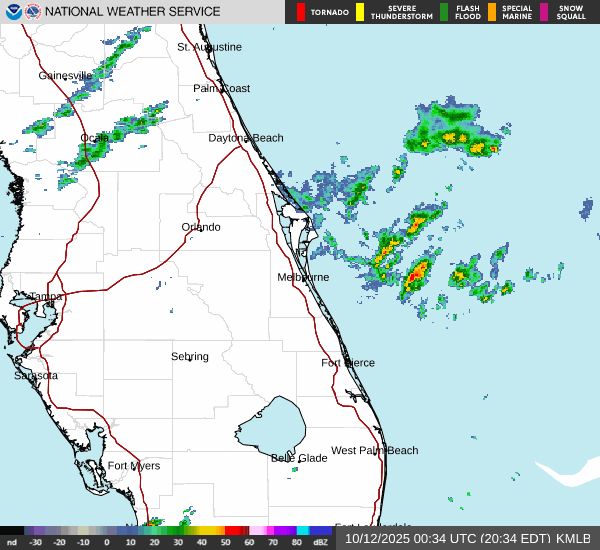 NATIONAL WEATHER SERVICE
TORNADO
SEVERE
THUNDERSTORM
FLASH
FLOOD
SPECIAL
MARINE
SNOW
SQUALL
St. Augustine
Gainesville
Palm Coast
Ocala
Daytona Beach
Orlando
Melbourne
Tampa
Sebring
Fort Pierce
Sarasota
West Palm Beach
Belle Glade
Fort Myers
nd -30 -20 -10 0 10 20 30 40 50 60 70 80 dBZ
10/12/2025 00:34 UTC (20:34 EDT) KMLB